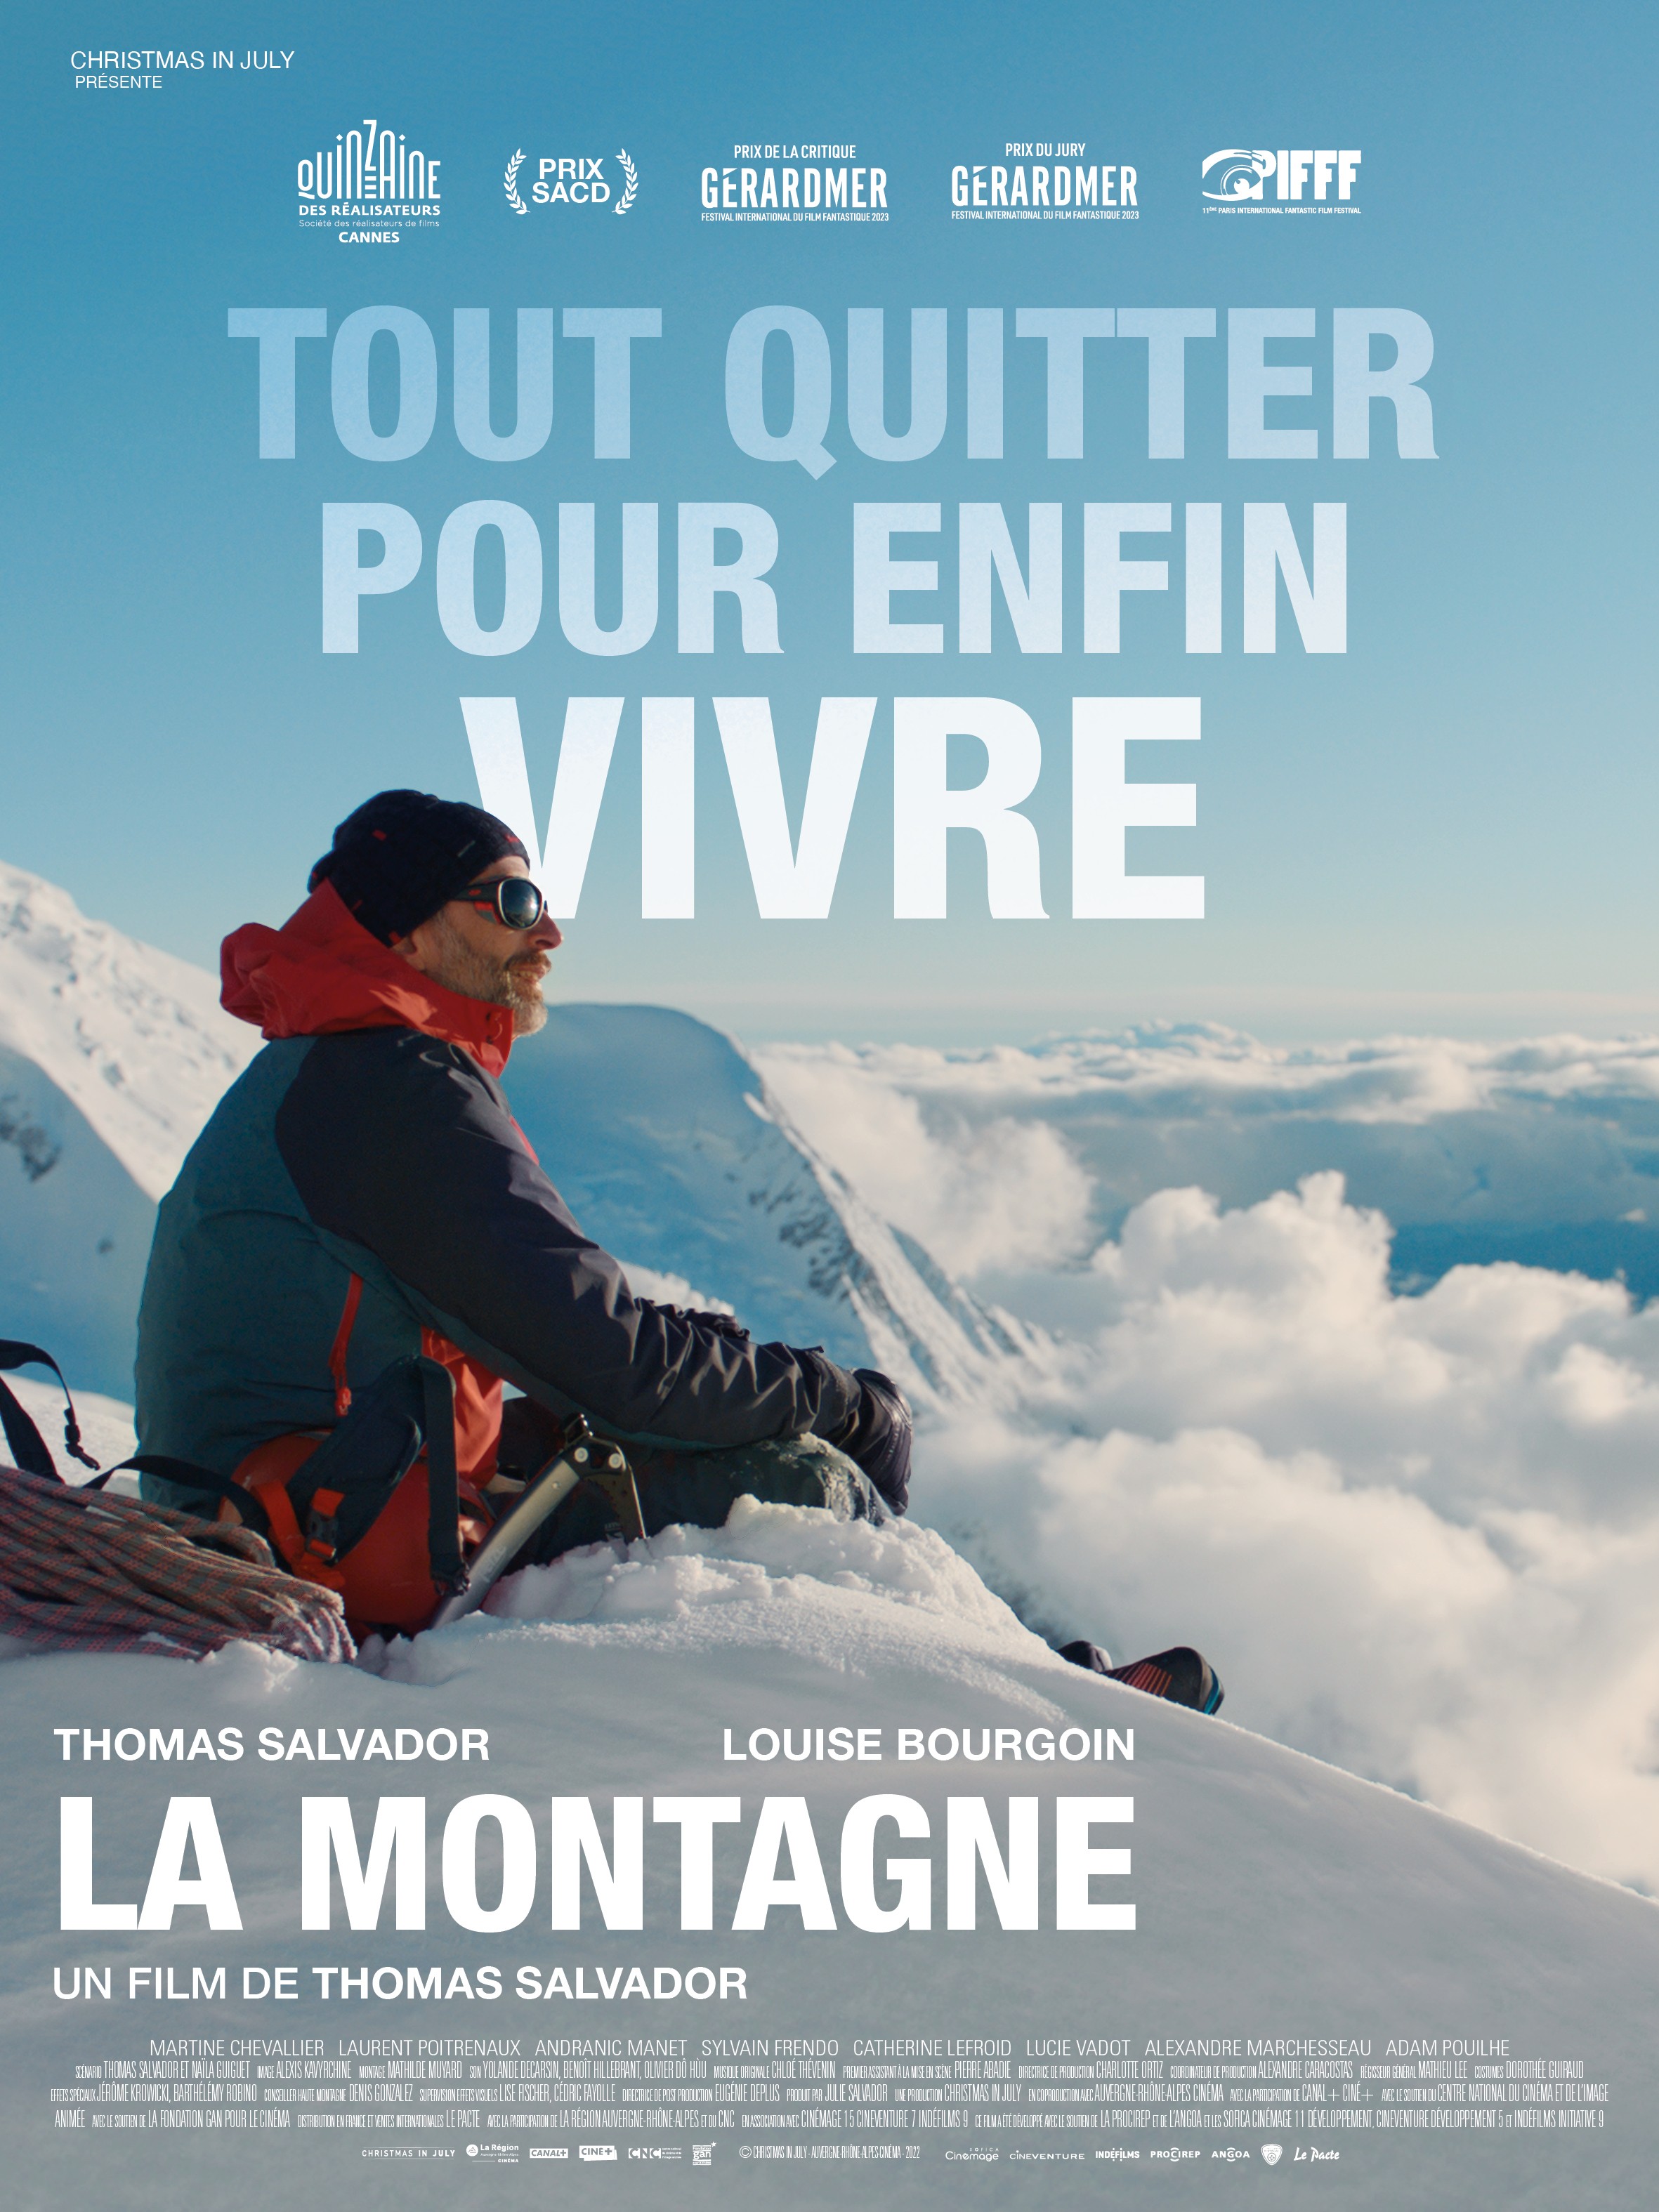 CHRISTMAS IN JULY
PRÉSENTE
QUINZAINE
DES RÉALISATEURS
Société des réalisateurs de films
CANNES
PRIX
SACD
PRIX DE LA CRITIQUE
GÉRARDMER
FESTIVAL INTERNATIONAL DU FILM FANTASTIQUE 2023
PRIX DU JURY
GÉRARDMER
FESTIVAL INTERNATIONAL DU FILM FANTASTIQUE 2023
PIFFF
11ÈME PARIS INTERNATIONAL FANTASTIC FILM FESTIVAL
TOUT QUITTER
POUR ENFIN
VIVRE
THOMAS SALVADOR LOUISE BOURGOIN
LA MONTAGNE
UN FILM DE THOMAS SALVADOR
MARTINE CHEVALLIER LAURENT POITRENAUX ANDRANIC MANET SYLVAIN FRENDO CATHERINE LEFROID LUCIE VADOT ALEXANDRE MARCHESSEAU ADAM POUILHE
SCÉNARIO THOMAS SALVADOR ET NAÏLA GUIGUET IMAGE ALEXIS KAVYRCHINE MONTAGE MATHILDE MUYARD SON YOLANDE DECARSIN, BENOÎT HILLEBRANT, OLIVIER DÔ HÙU MUSIQUE ORIGINALE CHLOÉ THÉVENIN PREMIER ASSISTANT À LA MISE EN SCÈNE PIERRE ABADIE DIRECTRICE DE PRODUCTION CHARLOTTE ORTIZ COORDINATEUR DE PRODUCTION ALEXANDRE CARACOSTAS RÉGISSEUR GÉNÉRAL MATHIEU LEE COSTUMES DOROTHÉE GUIRAUD
EFFETS SPÉCIAUX JÉRÔME KROWICKI, BARTHÉLÉMY ROBINO CONSEILLER HAUTE MONTAGNE DENIS GONZALEZ SUPERVISION EFFETS VISUELS LISE FISCHER, CÉDRIC FAYOLLE DIRECTRICE DE POST PRODUCTION EUGÉNIE DEPLUS PRODUIT PAR JULIE SALVADOR UNE PRODUCTION CHRISTMAS IN JULY EN COPRODUCTION AVEC AUVERGNE-RHÔNE-ALPES CINÉMA AVEC LA PARTICIPATION DE CANAL+ CINÉ+ AVEC LE SOUTIEN DU CENTRE NATIONAL DU CINÉMA ET DE L'IMAGE
ANIMÉE AVEC LE SOUTIEN DE LA FONDATION GAN POUR LE CINÉMA DISTRIBUTION EN FRANCE ET VENTES INTERNATIONALES LE PACTE AVEC LA PARTICIPATION DE LA RÉGION AUVERGNE-RHÔNE-ALPES ET DU CNC EN ASSOCIATION AVEC CINÉMAGE 15 CINEVENTURE 7 INDÉFILMS 9 CE FILM A ÉTÉ DÉVELOPPÉ AVEC LE SOUTIEN DE LA PROCIREP ET DE L'ANGOA ET LES SOFICA CINÉMAGE 11 DÉVELOPPEMENT, CINEVENTURE DÉVELOPPEMENT 5 ET INDÉFILMS INITIATIVE 9
CHRISTMAS IN JULY La Région CINÉMA CANAL+ CINE+ CNC gan © CHRISTMAS IN JULY - AUVERGNE-RHÔNE-ALPES-CINÉMA - 2022 SOFICA Cinémage CINEVENTURE INDÉFILMS PROCIREP ANGOA Le Pacte